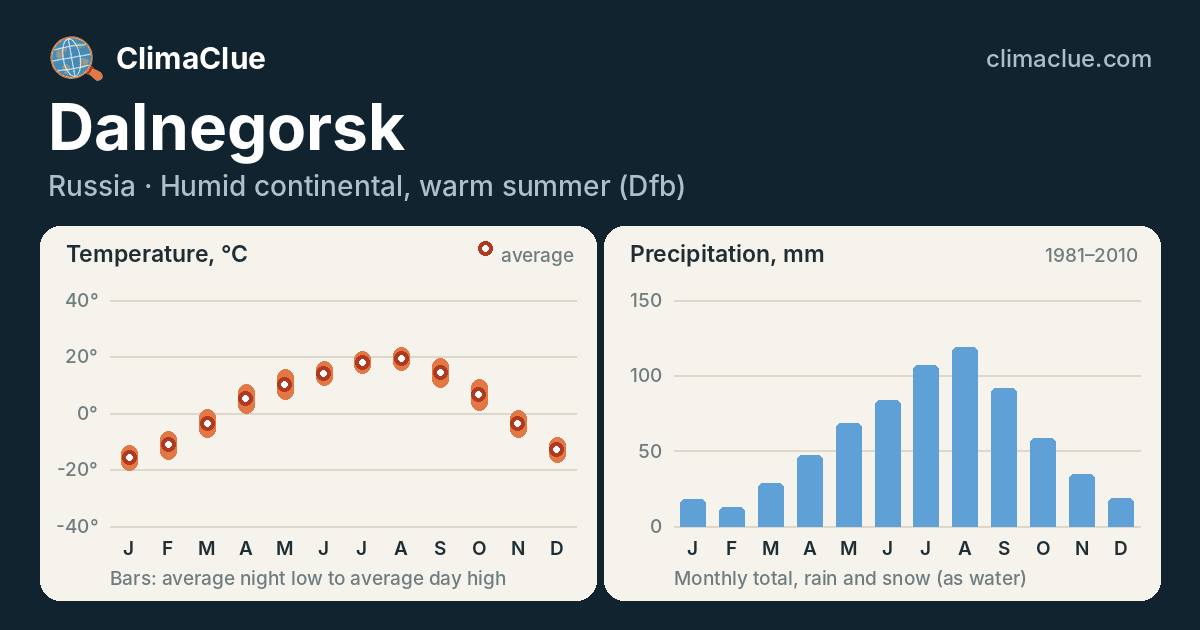 ClimaClue
climaclue.com
Dalnegorsk
Russia · Humid continental, warm summer (Dfb)
Temperature, °C
average
40°
20°
0°
-20°
-40°
J F M A M J J A S O N D
Bars: average night low to average day high
Precipitation, mm
1981–2010
150
100
50
0
J F M A M J J A S O N D
Monthly total, rain and snow (as water)